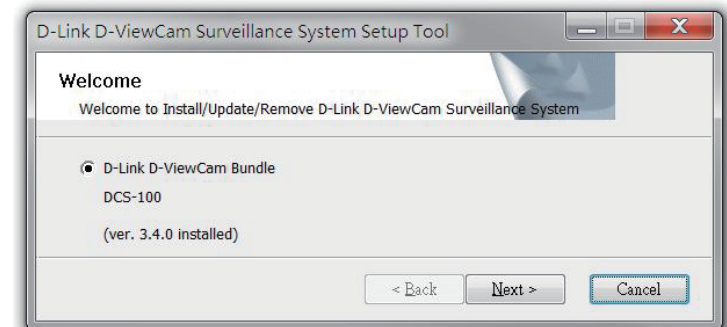 D-Link D-ViewCam Surveillance System Setup Tool
Welcome
Welcome to Install/Update/Remove D-Link D-ViewCam Surveillance System
D-Link D-ViewCam Bundle
DCS-100
(ver. 3.4.0 installed)
< Back Next > Cancel